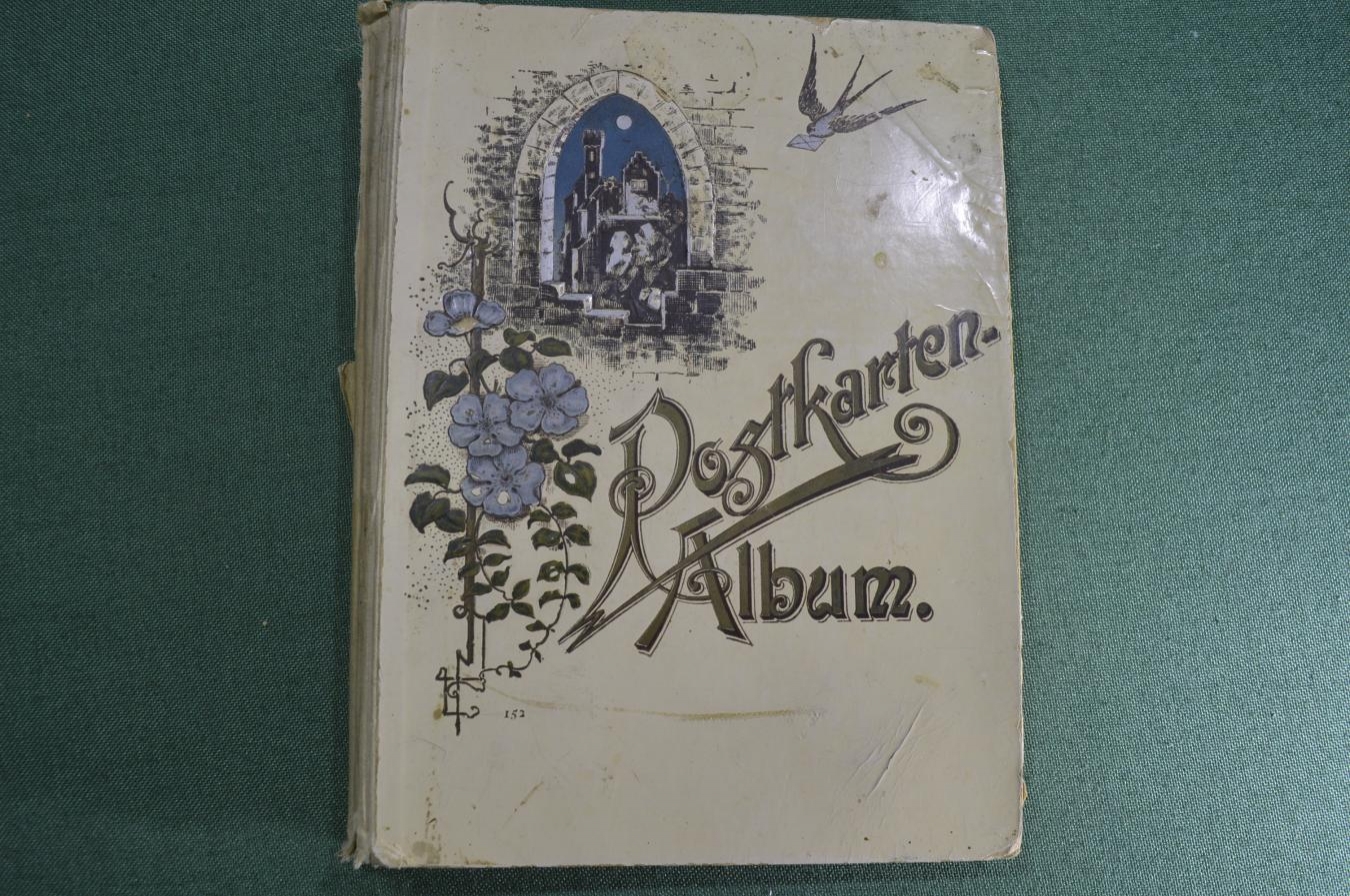 Postkarten-
Album.
152